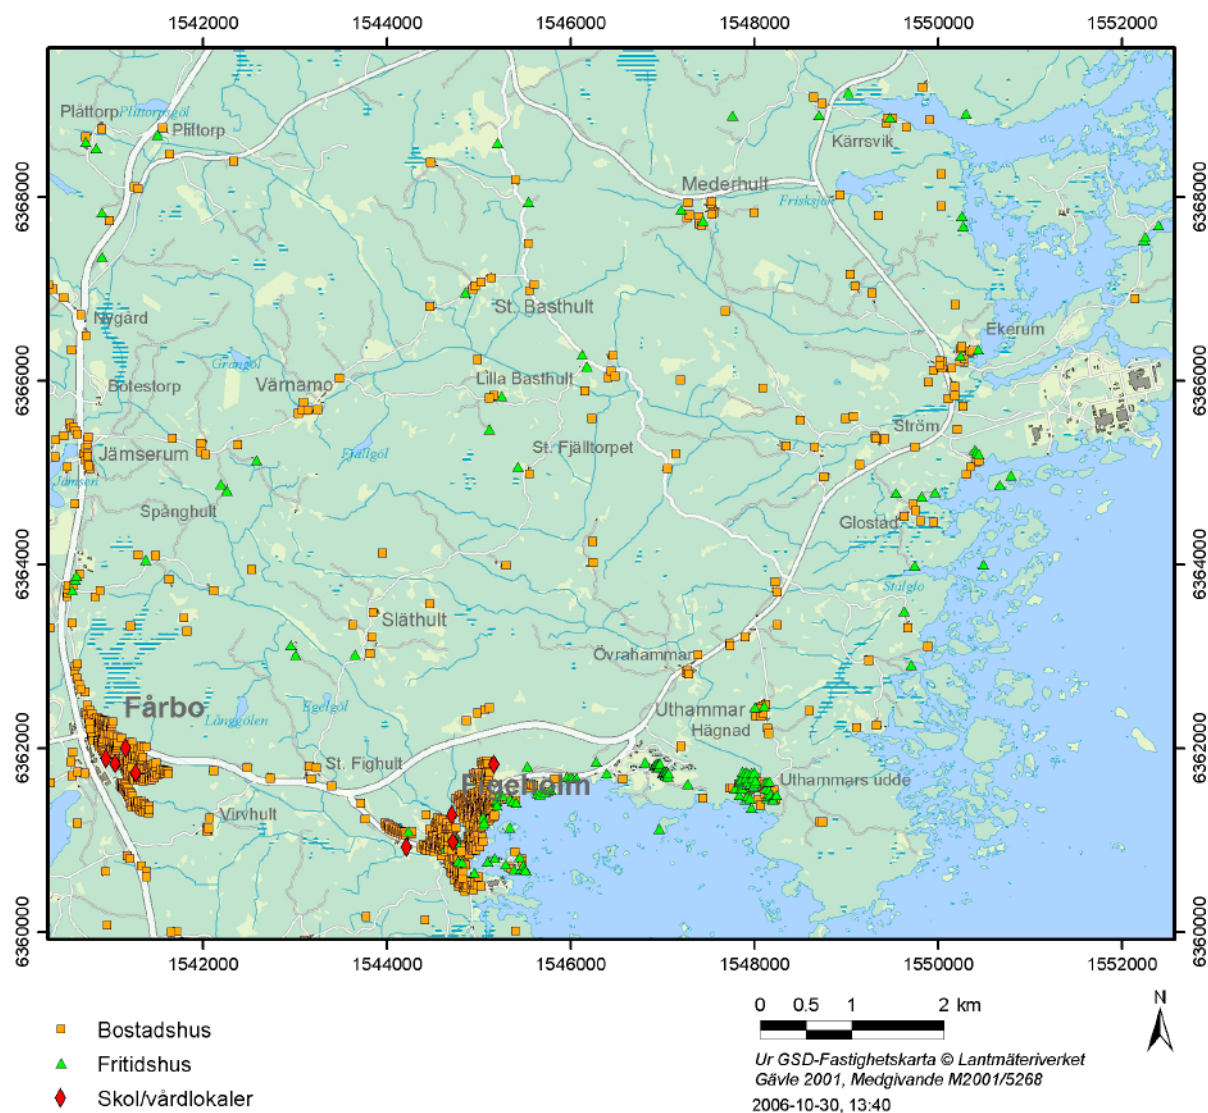 1542000 1544000 1546000 1548000 1550000 1552000
Plåttorp
Plittorpsgöl
Plittorp
Kärrsvik
Mederhult
Frisksjön
6368000
6368000
St. Basthult
Nygård
Ekerum
Grangöl
Värnamo
Lilla Basthult
Botestorp
6366000
6366000
Ström
St. Fjälltorpet
Jämserum
Fjällgöl
Jämsen
Spånghult
Glostad
6364000
6364000
Stålglo
Släthult
Övrahammar
Fårbo
Långgölen
Egelgöl
Uthammar
Hägnad
6362000
6362000
St. Fighult
Figeholm
Uthammars udde
Virvhult
6360000
6360000
1542000 1544000 1546000 1548000 1550000 1552000
0 0.5 1 2 km
N
Bostadshus
Fritidshus
Skol/vårdlokaler
Ur GSD-Fastighetskarta © Lantmäteriverket
Gävle 2001, Medgivande M2001/5268
2006-10-30, 13:40